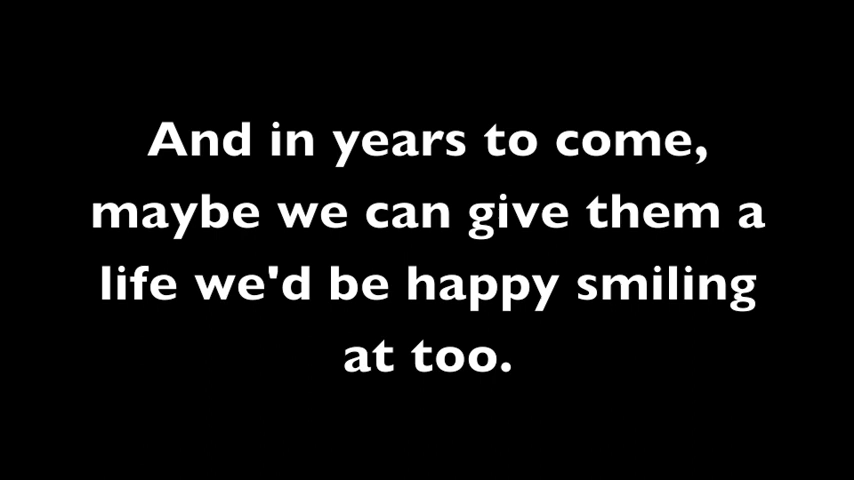 And in years to come,
maybe we can give them a
life we'd be happy smiling
at too.